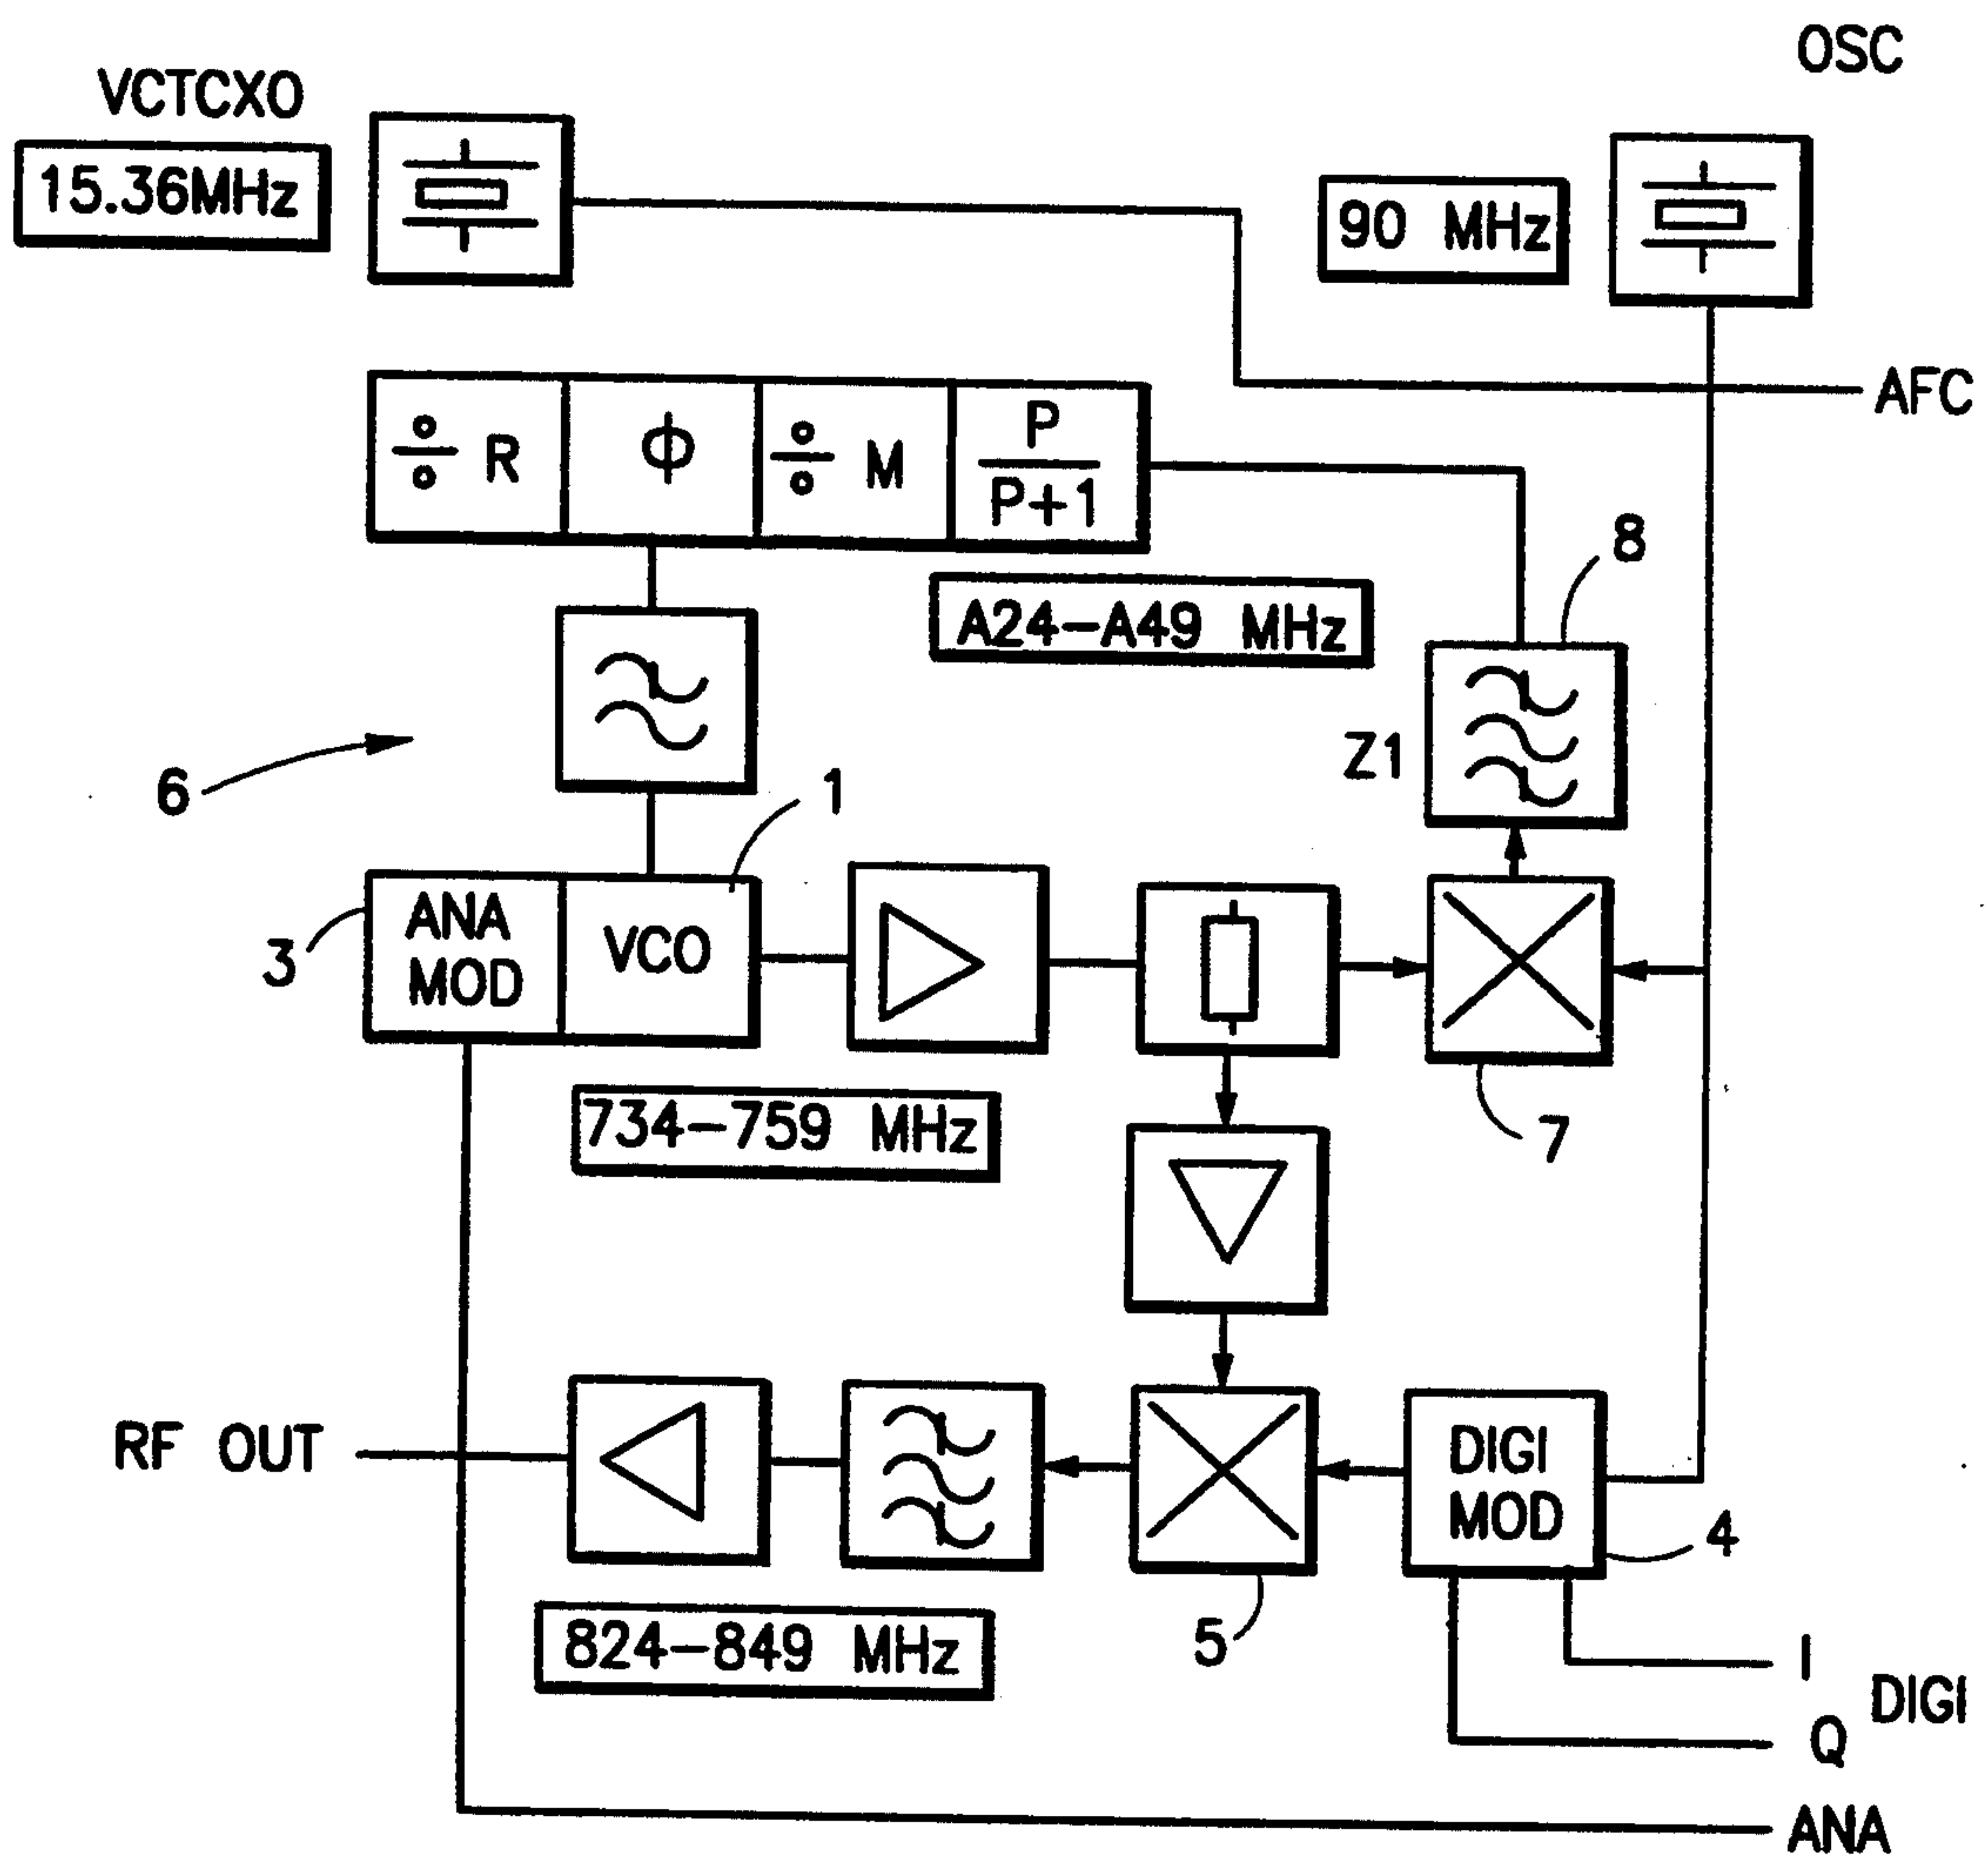 OSC
VCTCXO
15.36MHz
90 MHz
AFC
÷ R
Φ
÷ M
P
P+1
8
A24–A49 MHz
Z1
6
1
3
ANA
MOD
VCO
734–759 MHz
7
RF OUT
DIGI
MOD
4
5
824–849 MHz
I
DIGI
Q
ANA